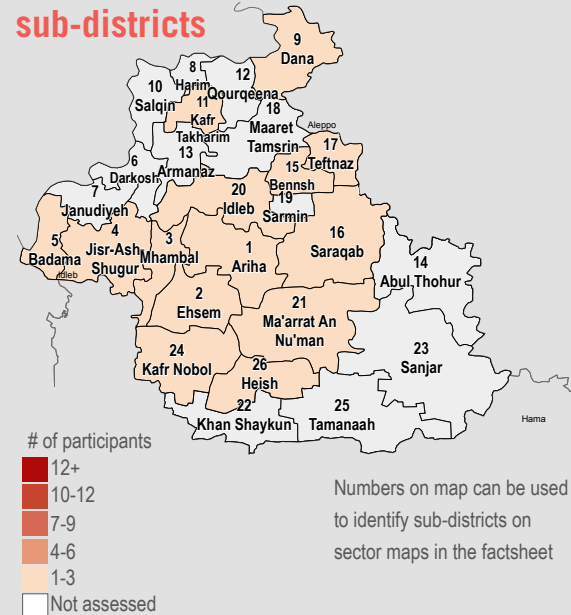 sub-districts
9
Dana
8
Harim
12
Qourqeena
10
Salqin
11
Kafr
Takharim
18
Maaret
Tamsrin
Aleppo
17
Teftnaz
13
Armanaz
15
Bennsh
6
Darkosh
7
Janudiyeh
20
Idleb
19
Sarmin
5
Badama
Idleb
4
Jisr-Ash
Shugur
3
Mhambal
1
Ariha
16
Saraqab
14
Abul Thohur
2
Ehsem
21
Ma'arrat An
Nu'man
23
Sanjar
24
Kafr Nobol
26
Heish
22
Khan Shaykun
25
Tamanaah
Hama
# of participants
12+
10-12
7-9
4-6
1-3
Not assessed
Numbers on map can be used
to identify sub-districts on
sector maps in the factsheet